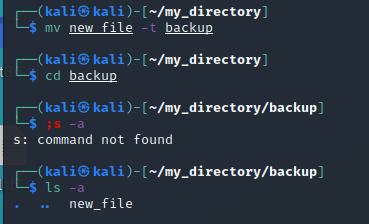 ┌──(kali㉿kali)-[~/my_directory]
└─$ mv new_file -t backup
┌──(kali㉿kali)-[~/my_directory]
└─$ cd backup
┌──(kali㉿kali)-[~/my_directory/backup]
└─$ ;s -a
s: command not found
┌──(kali㉿kali)-[~/my_directory/backup]
└─$ ls -a
.  ..  new_file